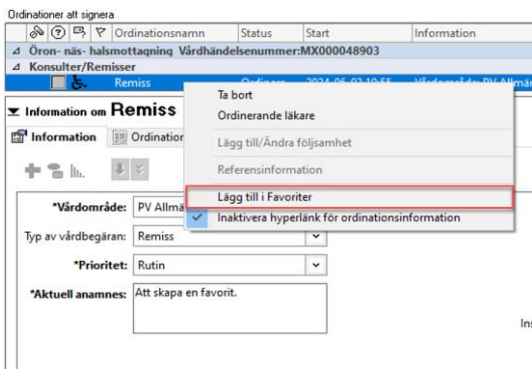 Ordinationer att signera
Ordinationsnamn Status Start Information
Öron- näs- halsmottagning Vårdhändelsenummer:MX000048903
Konsulter/Remisser
Remiss
Ta bort
Ordinerande läkare
Lägg till/Ändra följsamhet
Referensinformation
Lägg till i Favoriter
Inaktivera hyperlänk för ordinationsinformation
Information om Remiss
Information Ordination
*Vårdområde: PV Allm
Typ av vårdbegäran: Remiss
*Prioritet: Rutin
*Aktuell anamnes: Att skapa en favorit.